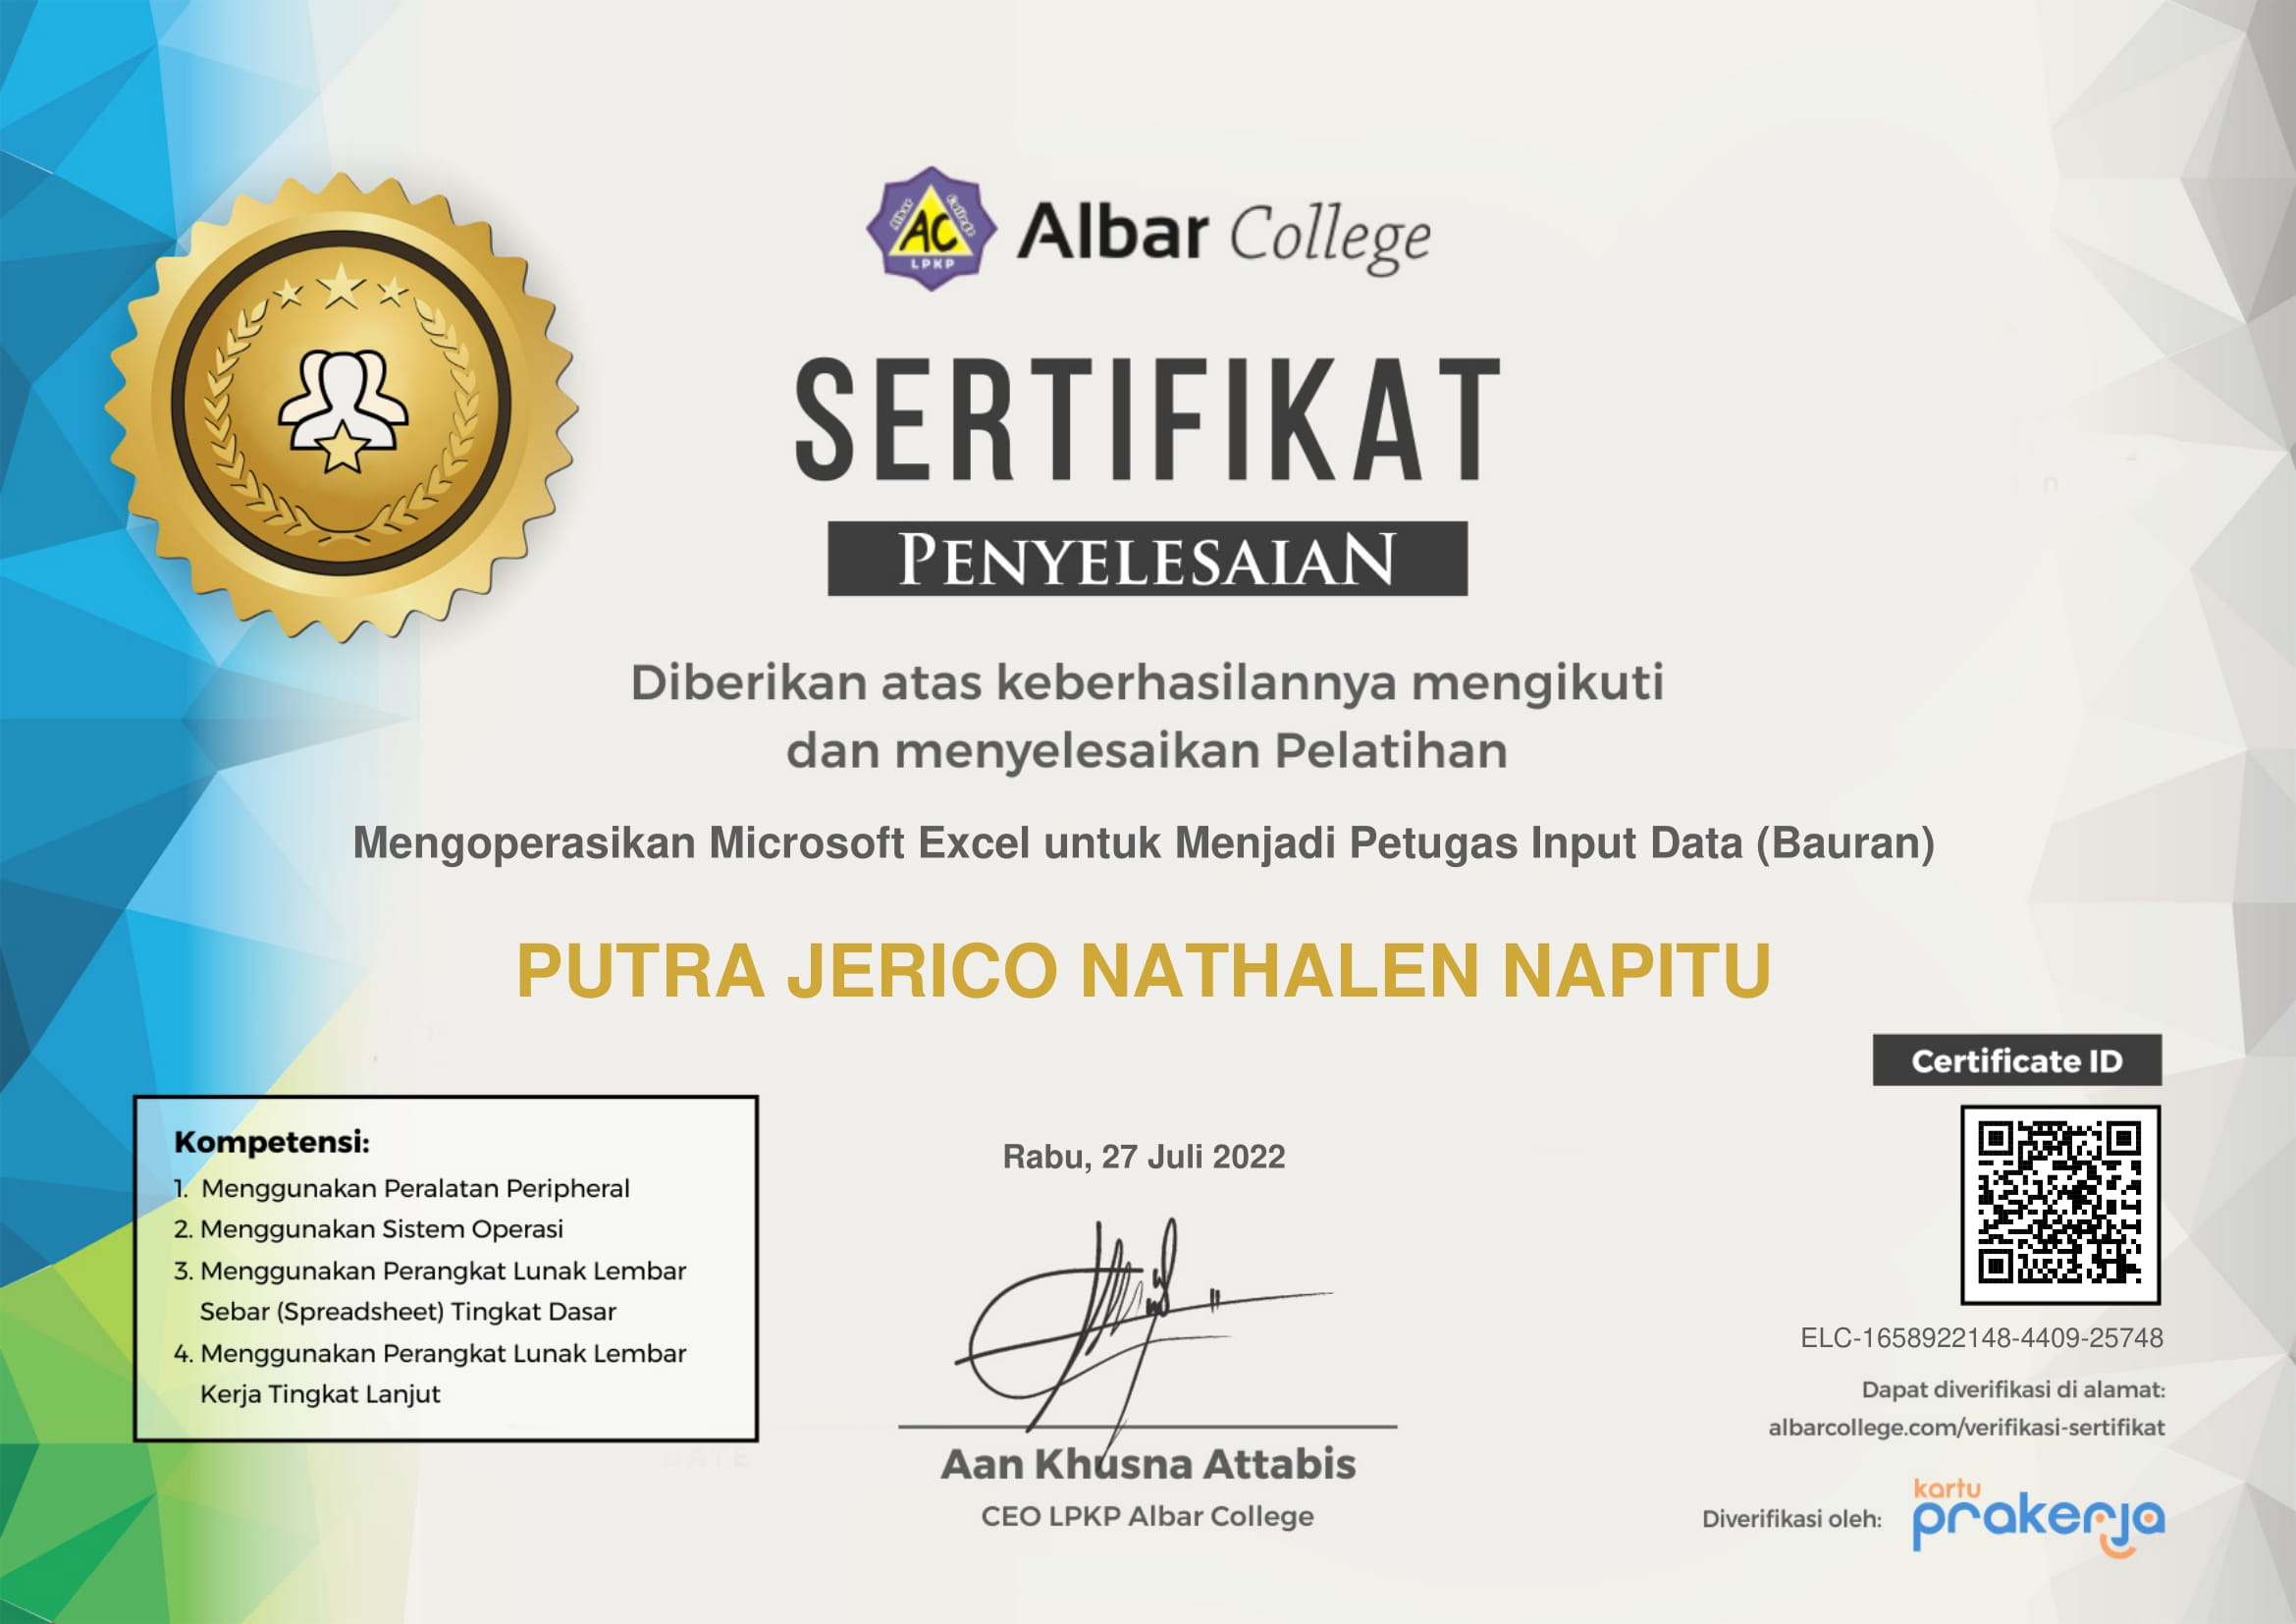 Albar College
AC
LPKP
Albar College
SERTIFIKAT
PENYELESAIAN
Diberikan atas keberhasilannya mengikuti
dan menyelesaikan Pelatihan
Mengoperasikan Microsoft Excel untuk Menjadi Petugas Input Data (Bauran)
PUTRA JERICO NATHALEN NAPITU
Kompetensi:
1. Menggunakan Peralatan Peripheral
2. Menggunakan Sistem Operasi
3. Menggunakan Perangkat Lunak Lembar
Sebar (Spreadsheet) Tingkat Dasar
4. Menggunakan Perangkat Lunak Lembar
Kerja Tingkat Lanjut
Rabu, 27 Juli 2022
Aan Khusna Attabis
CEO LPKP Albar College
Certificate ID
ELC-1658922148-4409-25748
Dapat diverifikasi di alamat:
albarcollege.com/verifikasi-sertifikat
Diverifikasi oleh:
kartu
prakerja